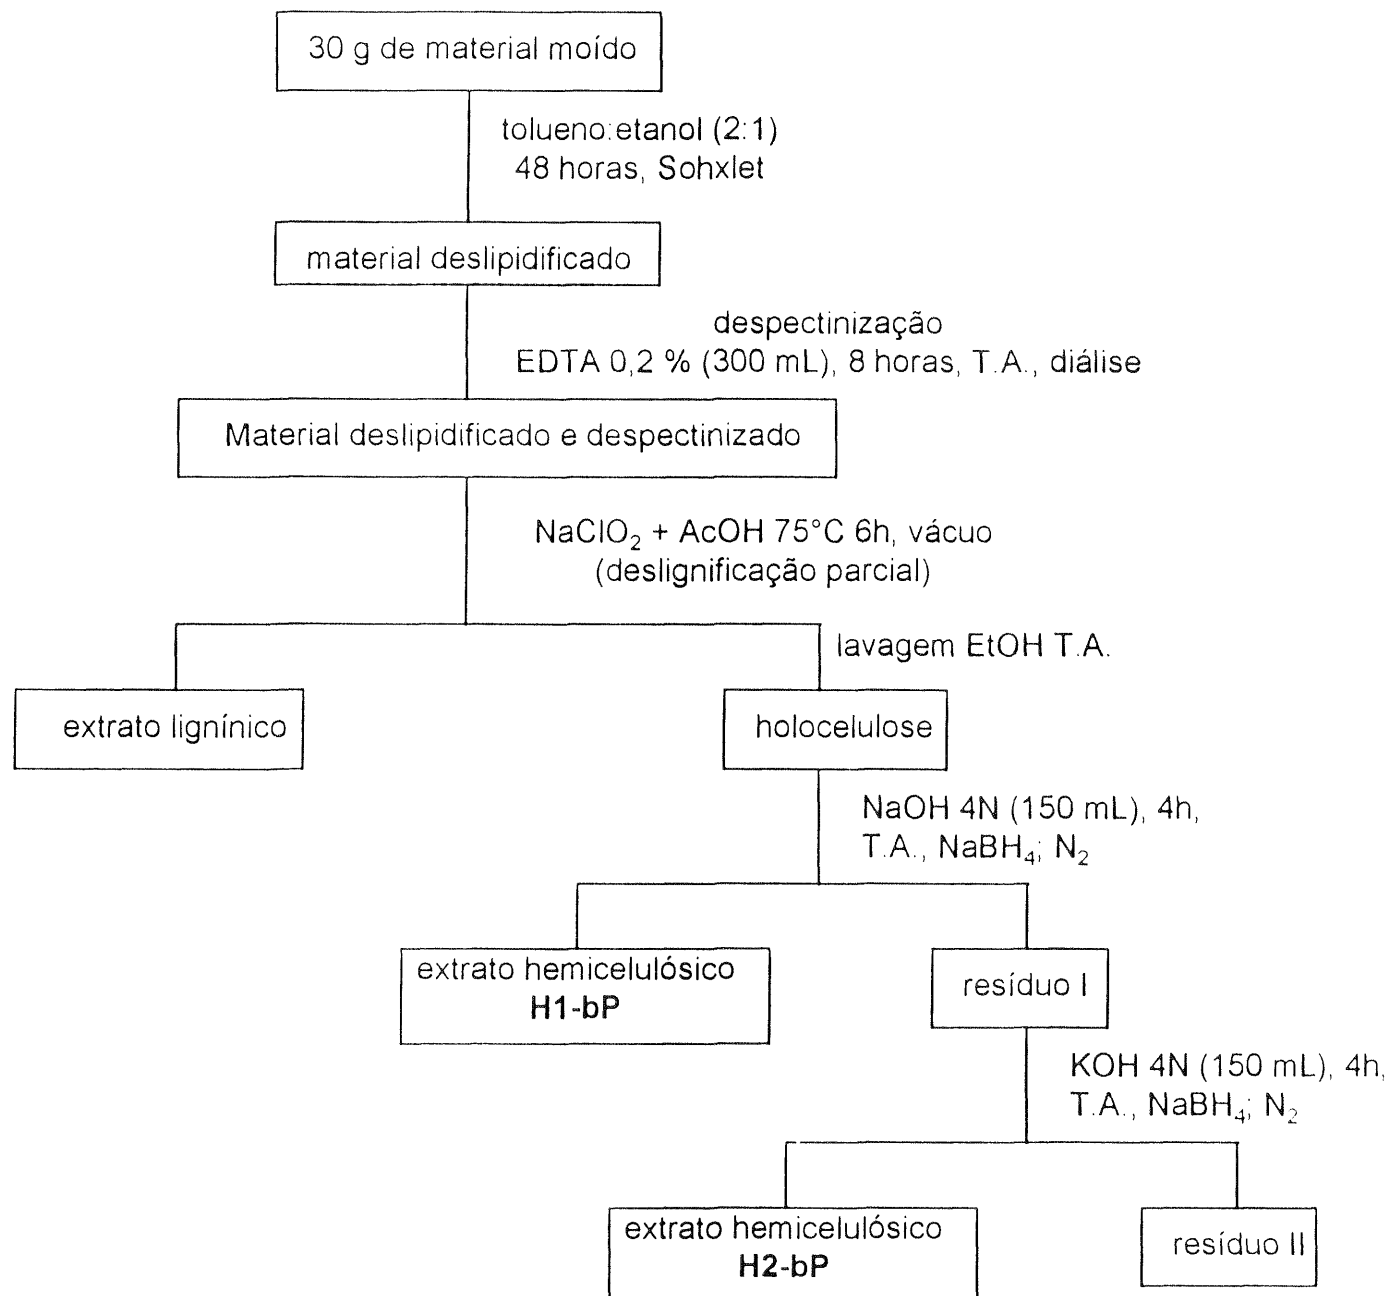 30 g de material moído
tolueno:etanol (2:1)
48 horas, Sohxlet
material deslipidificado
despectinização
EDTA 0,2 % (300 mL), 8 horas, T.A., diálise
Material deslipidificado e despectinizado
NaClO₂ + AcOH 75°C 6h, vácuo
(deslignificação parcial)
lavagem EtOH T.A.
extrato lignínico
holocelulose
NaOH 4N (150 mL), 4h,
T.A., NaBH₄; N₂
extrato hemicelulósico
H1-bP
resíduo I
KOH 4N (150 mL), 4h,
T.A., NaBH₄; N₂
extrato hemicelulósico
H2-bP
resíduo II